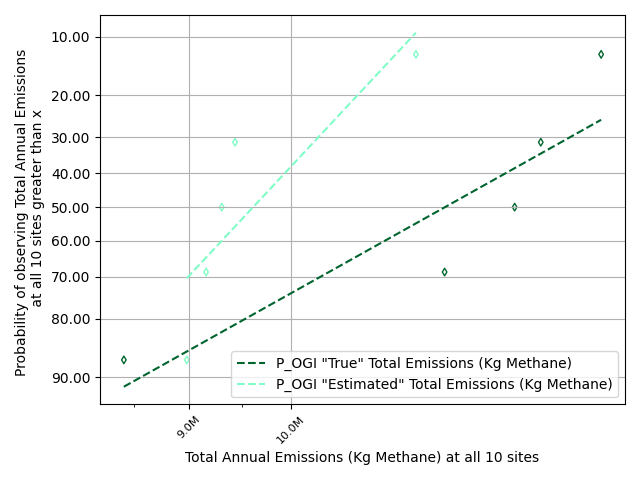 10.00
20.00
30.00
40.00
50.00
60.00
70.00
80.00
90.00
Probability of observing Total Annual Emissions
at all 10 sites greater than x
P_OGI "True" Total Emissions (Kg Methane)
P_OGI "Estimated" Total Emissions (Kg Methane)
9.0M
10.0M
Total Annual Emissions (Kg Methane) at all 10 sites